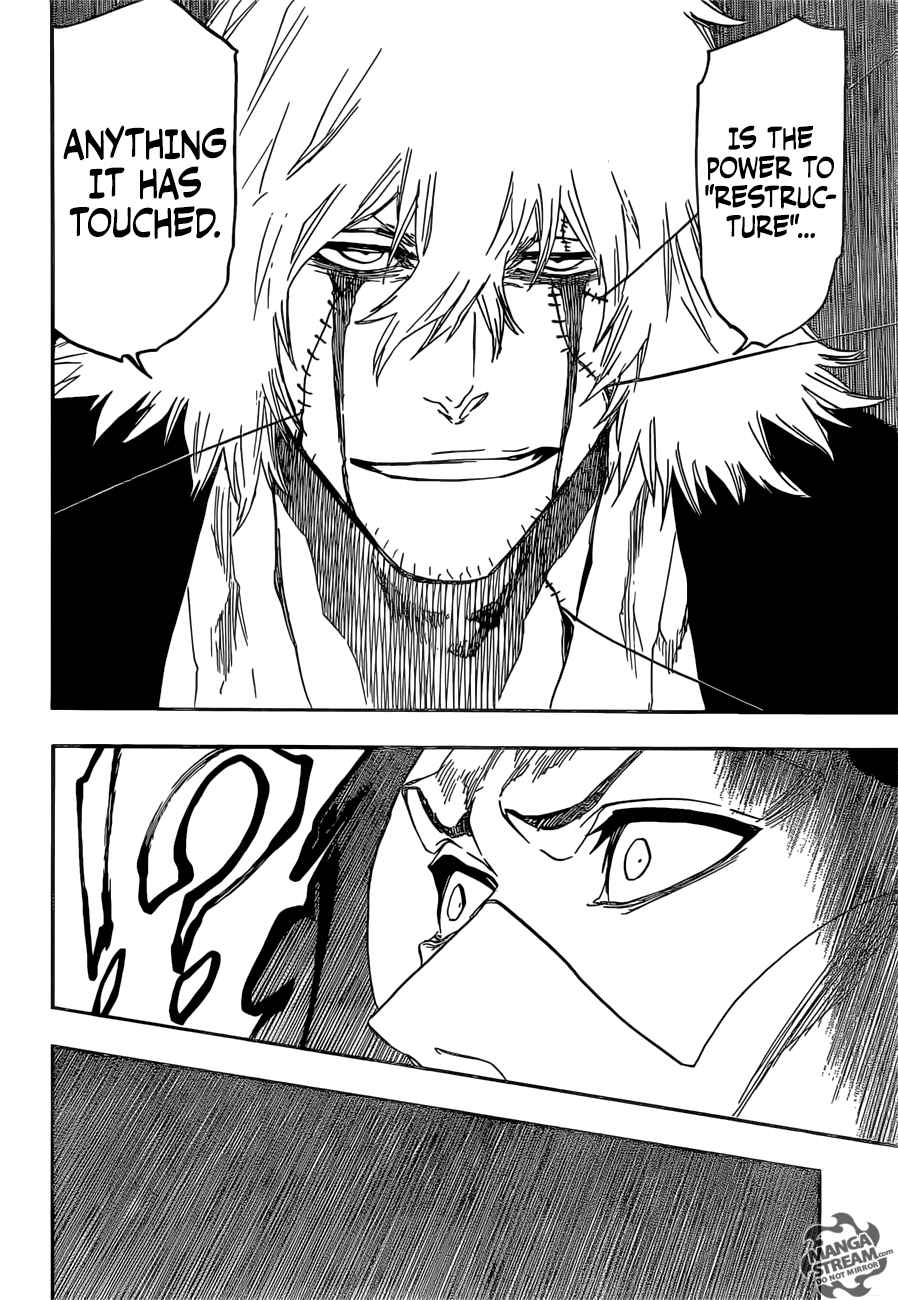 IS THE
POWER TO
"RESTRUC-
TURE"...
ANYTHING
IT HAS
TOUCHED.
!?
MANGA
STREAM.com
DO NOT MIRROR